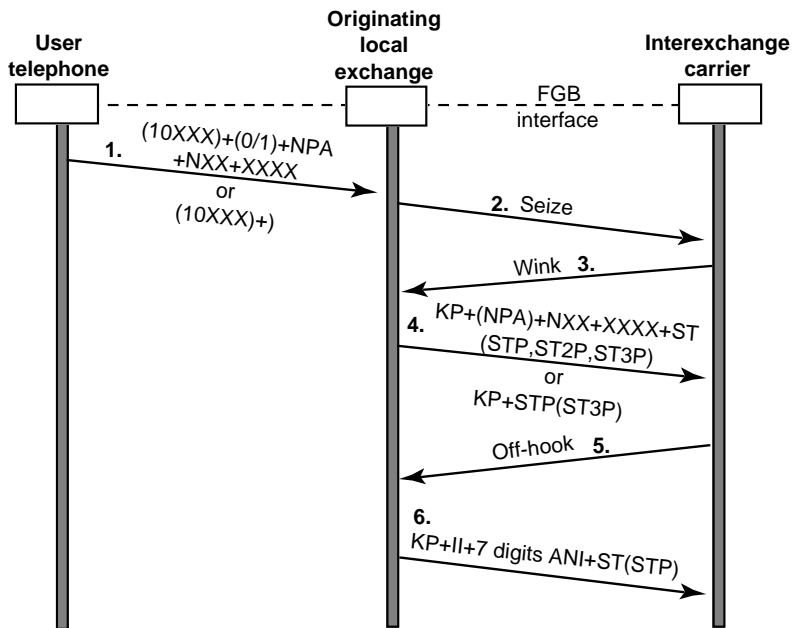 User
telephone
Originating
local
exchange
Interexchange
carrier
FGB
interface
1.
(10XXX)+(0/1)+NPA
+NXX+XXXX
or
(10XXX)+)
2. Seize
Wink 3.
4.
KP+(NPA)+NXX+XXXX+ST
(STP,ST2P,ST3P)
or
KP+STP(ST3P)
Off-hook 5.
6.
KP+II+7 digits ANI+ST(STP)